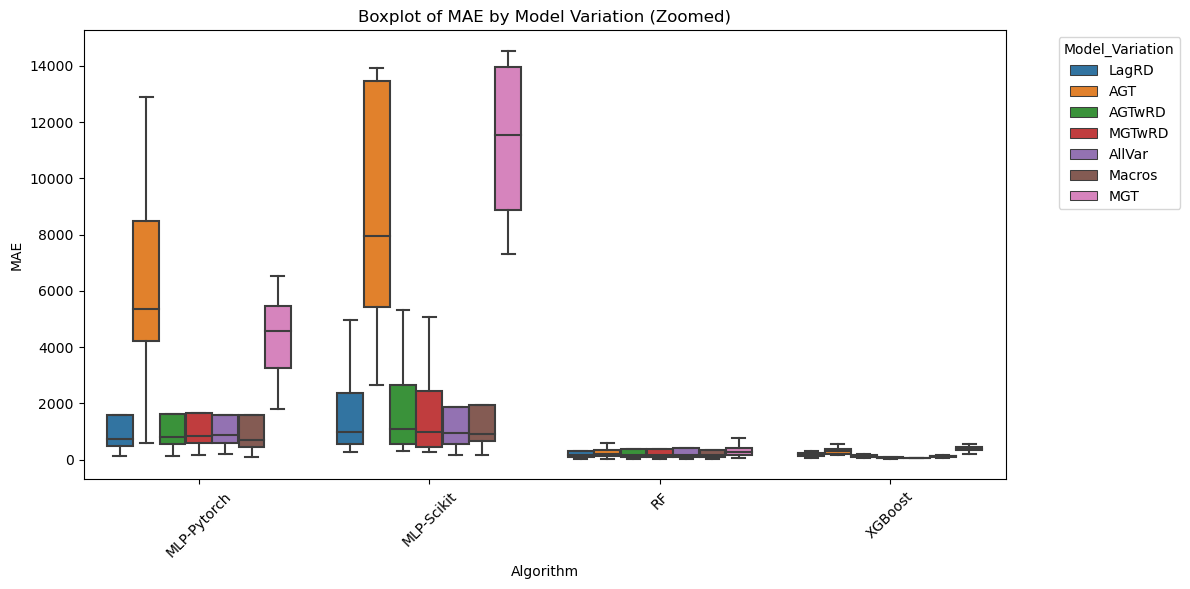 Boxplot of MAE by Model Variation (Zoomed)
MAE
14000
12000
10000
8000
6000
4000
2000
0
MLP-Pytorch
MLP-Scikit
RF
XGBoost
Algorithm
Model_Variation
LagRD
AGT
AGTwRD
MGTwRD
AllVar
Macros
MGT